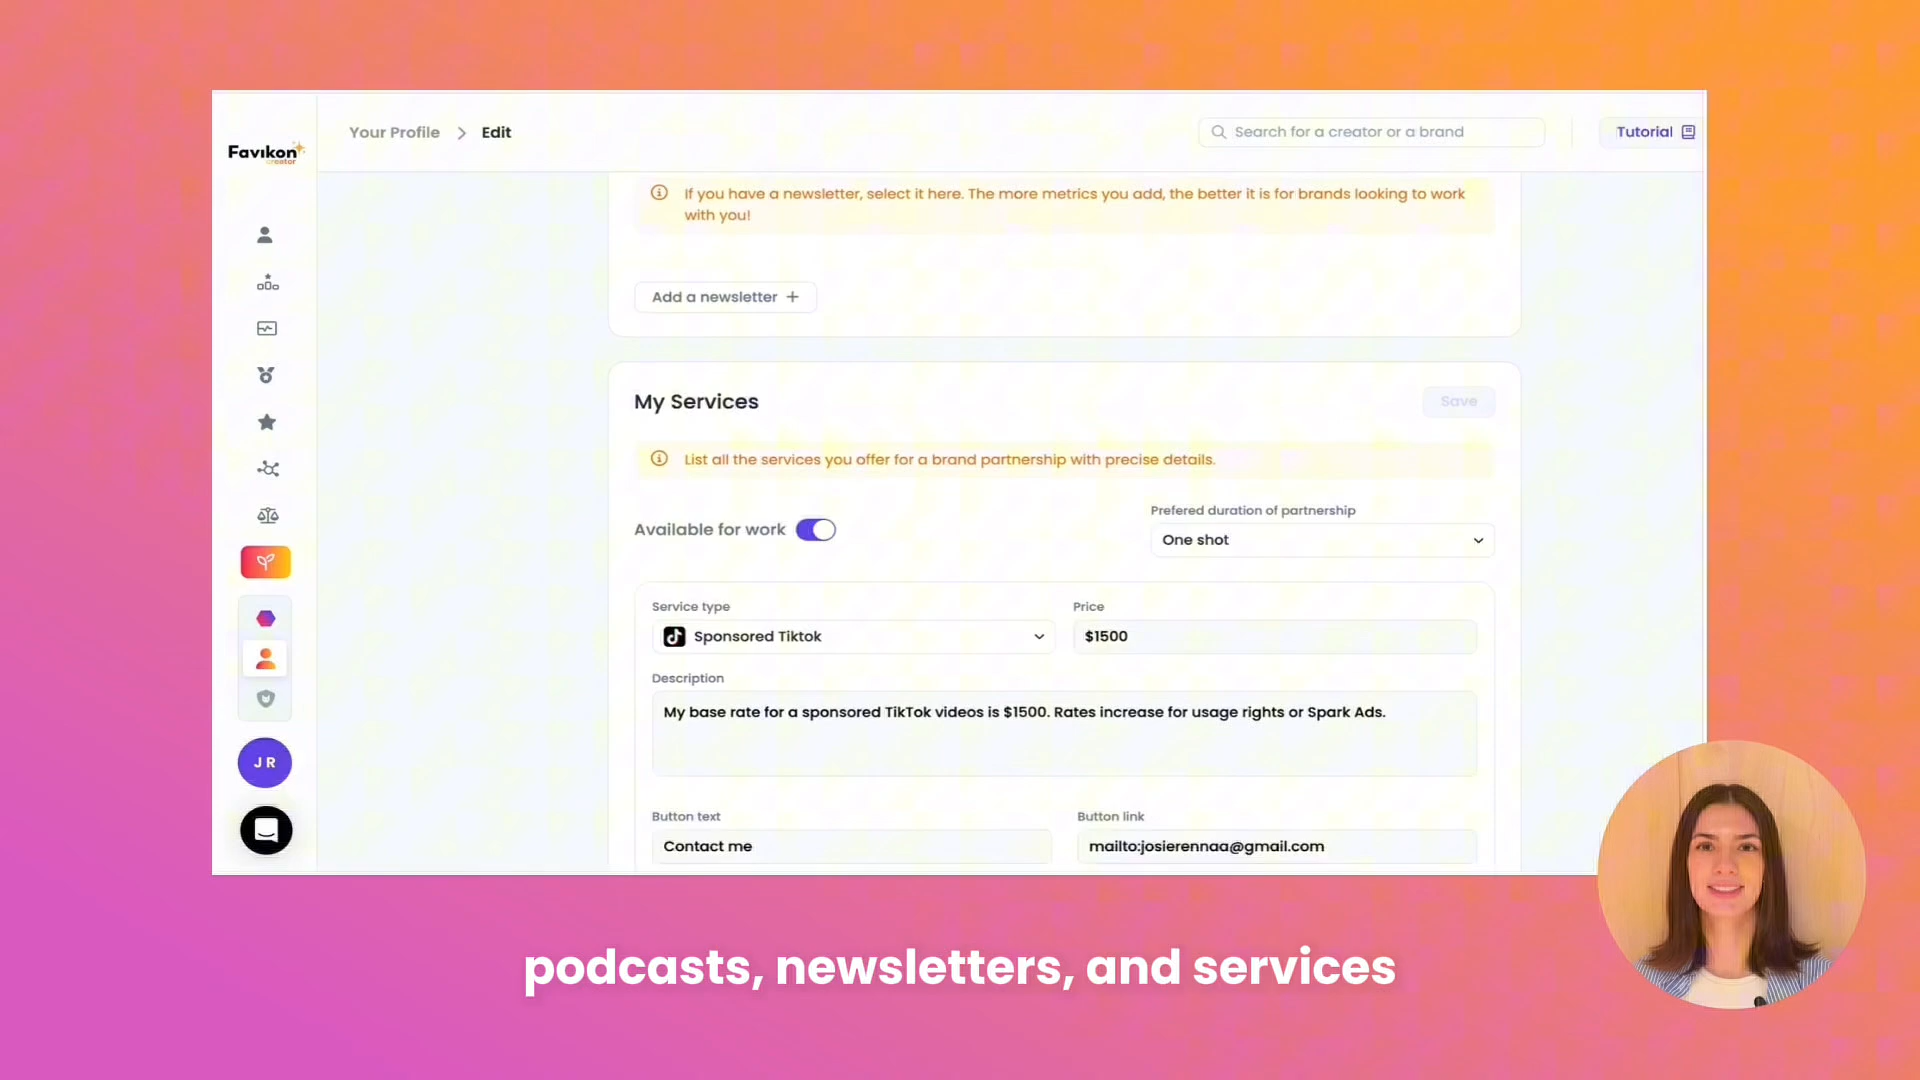 Favikon
creator
Your Profile > Edit
Search for a creator or a brand
Tutorial
If you have a newsletter, select it here. The more metrics you add, the better it is for brands looking to work
with you!
Add a newsletter +
My Services
Save
List all the services you offer for a brand partnership with precise details.
Available for work
Prefered duration of partnership
One shot
Service type
Price
Sponsored Tiktok
$1500
Description
My base rate for a sponsored TikTok videos is $1500. Rates increase for usage rights or Spark Ads.
J R
Button text
Button link
Contact me
mailto:josierennaa@gmail.com
podcasts, newsletters, and services